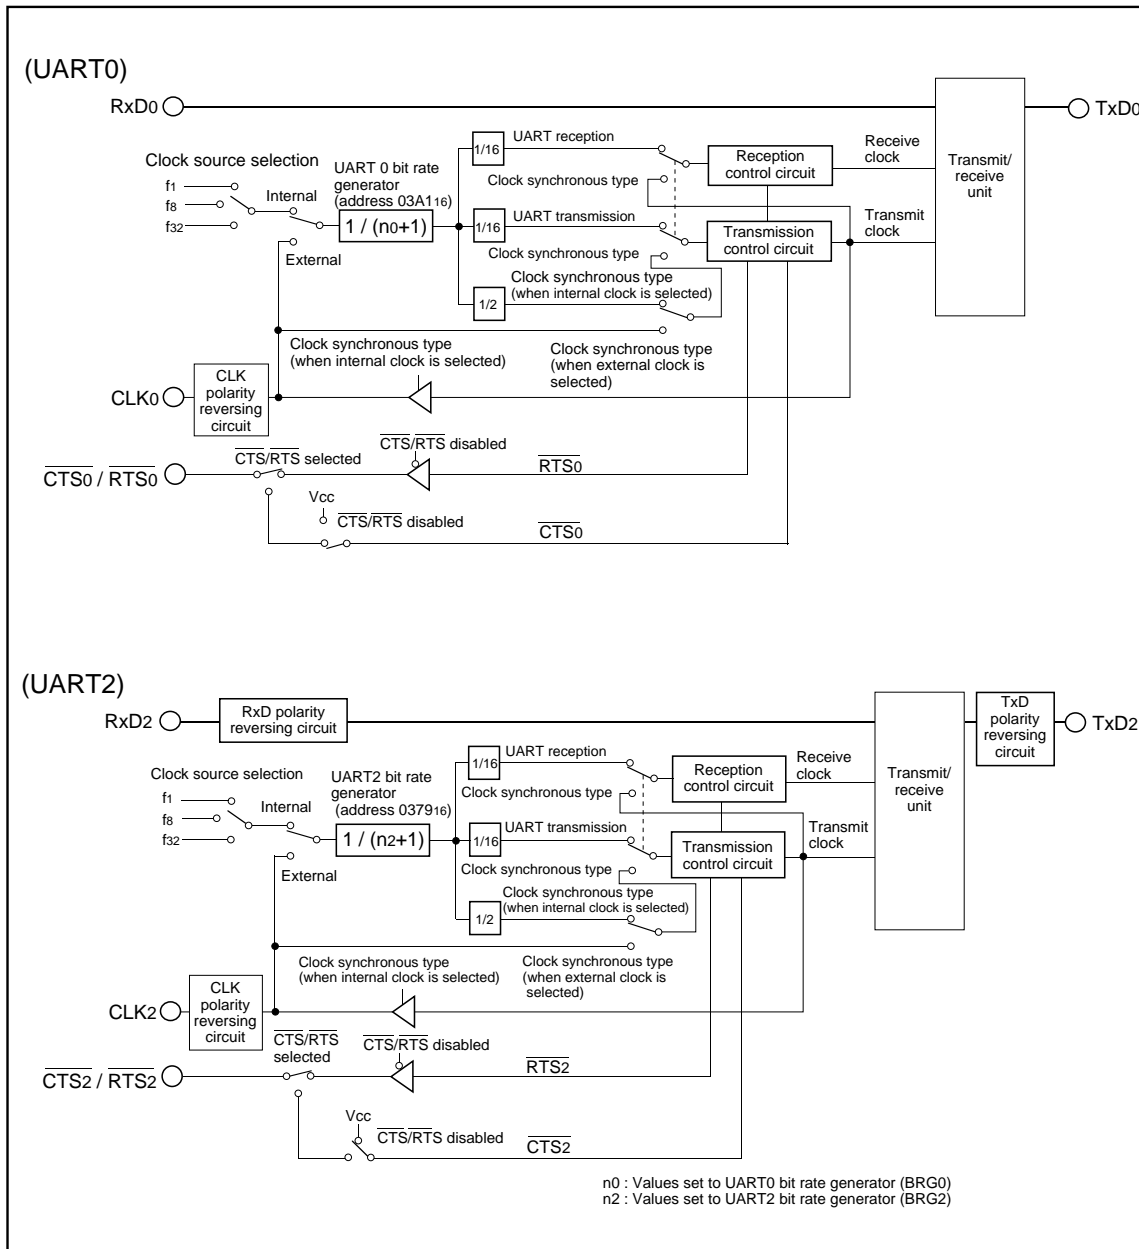 (UART0)
RxD0
TxD0
Clock source selection
f1
f8
f32
Internal
External
UART 0 bit rate
generator
(address 03A116)
1 / (n0+1)
1/16
UART reception
Clock synchronous type
1/16
UART transmission
Clock synchronous type
Clock synchronous type
(when internal clock is selected)
1/2
Reception
control circuit
Transmission
control circuit
Receive
clock
Transmit
clock
Transmit/
receive
unit
Clock synchronous type
(when internal clock is selected)
Clock synchronous type
(when external clock is
selected)
CLK0
CLK
polarity
reversing
circuit
CTS0 / RTS0
CTS/RTS selected
CTS/RTS disabled
RTS0
Vcc
CTS/RTS disabled
CTS0
(UART2)
RxD2
RxD polarity
reversing circuit
TxD
polarity
reversing
circuit
TxD2
Clock source selection
f1
f8
f32
Internal
External
UART2 bit rate
generator
(address 037916)
1 / (n2+1)
1/16
UART reception
Clock synchronous type
1/16
UART transmission
Clock synchronous type
Clock synchronous type
(when internal clock is selected)
1/2
Reception
control circuit
Transmission
control circuit
Receive
clock
Transmit
clock
Transmit/
receive
unit
Clock synchronous type
(when internal clock is selected)
Clock synchronous type
(when external clock is
selected)
CLK2
CLK
polarity
reversing
circuit
CTS2 / RTS2
CTS/RTS
selected
CTS/RTS disabled
RTS2
Vcc
CTS/RTS disabled
CTS2
n0 : Values set to UART0 bit rate generator (BRG0)
n2 : Values set to UART2 bit rate generator (BRG2)